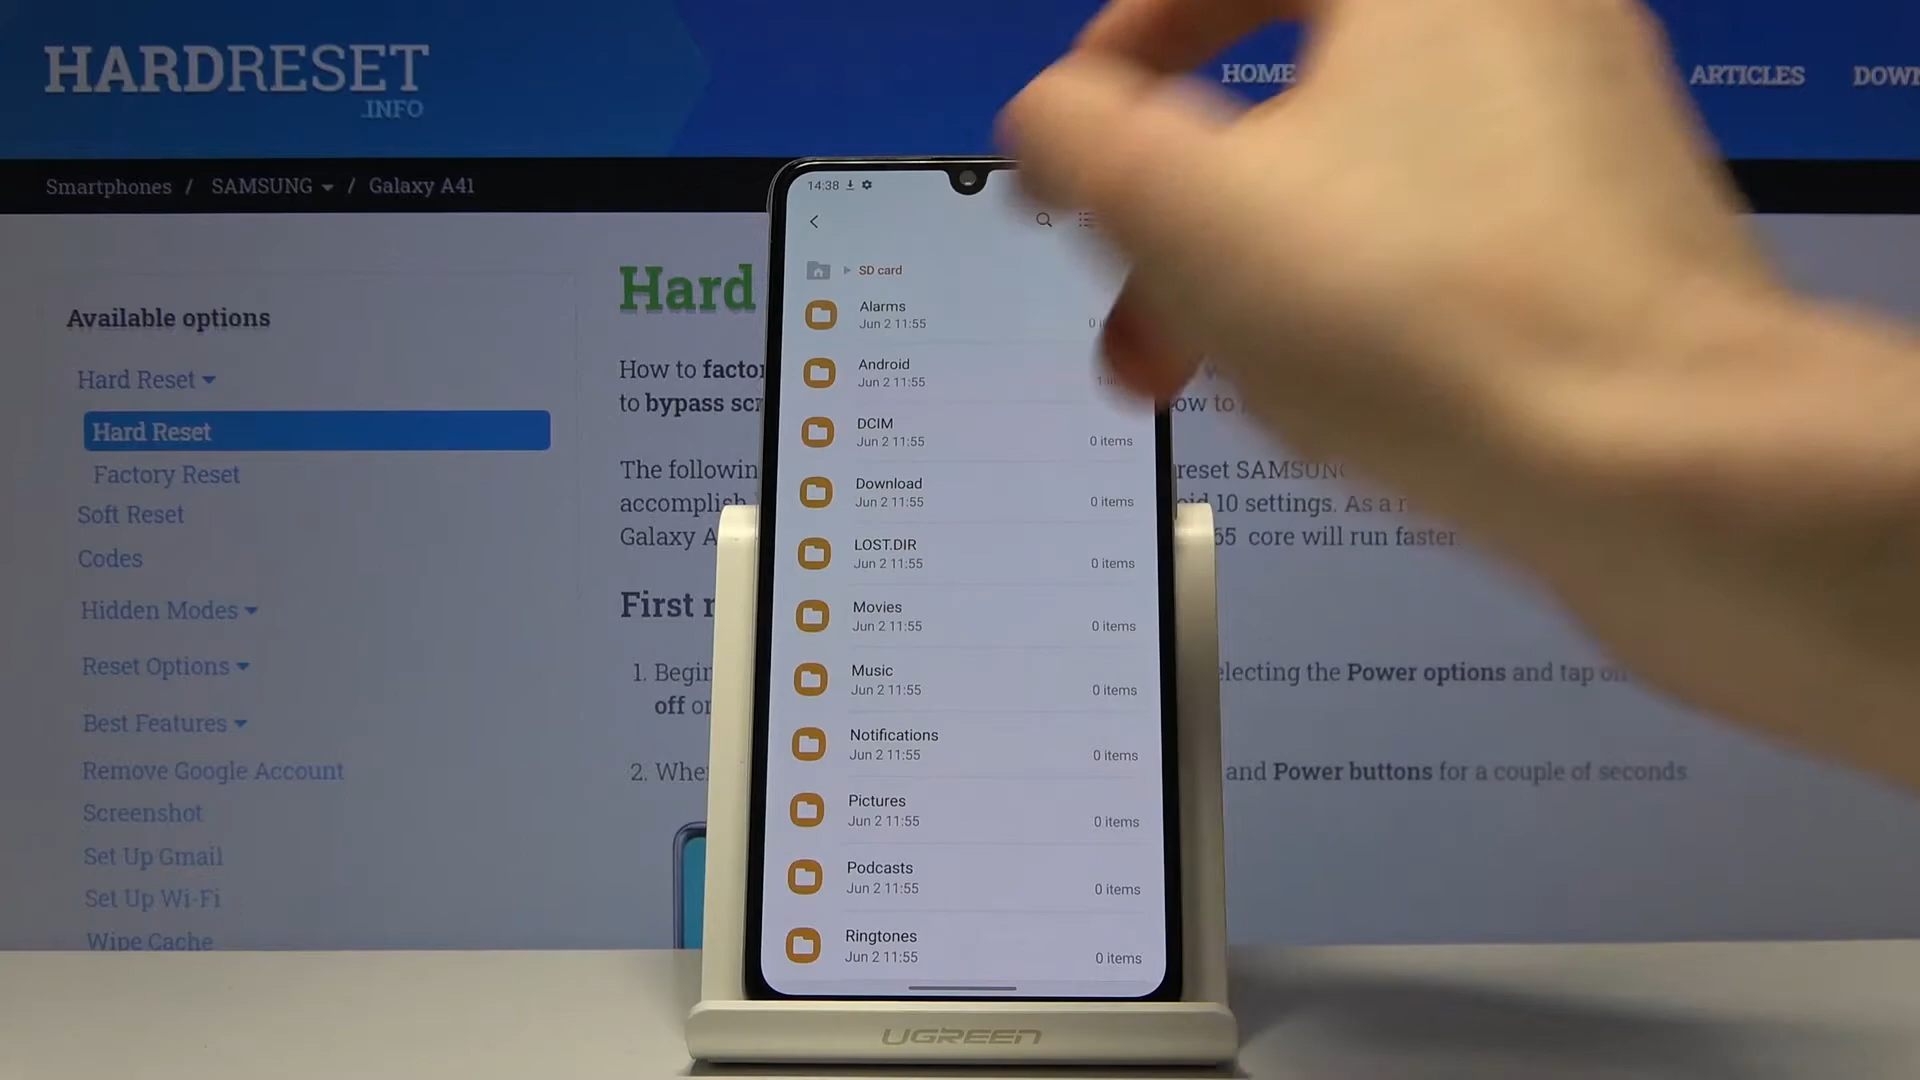 HARDRESET
.INFO
HOME
ARTICLES
Smartphones / SAMSUNG / Galaxy A41
Available options
Hard Reset
Hard Reset
Factory Reset
Soft Reset
Codes
Hidden Modes
Reset Options
Best Features
Remove Google Account
Screenshot
Set Up Gmail
Set Up Wi-Fi
Wipe Cache
Hard
How to
to bypass
The
accomplish
reset SAMSUNG
10 settings. As a
Galaxy
core will run faster
First
1.
selecting the Power options and tap
off
2.
and Power buttons for a couple of seconds
14:38
SD card
Alarms
Jun 2 11:55
Android
Jun 2 11:55
DCIM
Jun 2 11:55
0 items
Download
Jun 2 11:55
0 items
LOST.DIR
Jun 2 11:55
0 items
Movies
Jun 2 11:55
0 items
Music
Jun 2 11:55
0 items
Notifications
Jun 2 11:55
0 items
Pictures
Jun 2 11:55
0 items
Podcasts
Jun 2 11:55
0 items
Ringtones
Jun 2 11:55
0 items
UGREEN